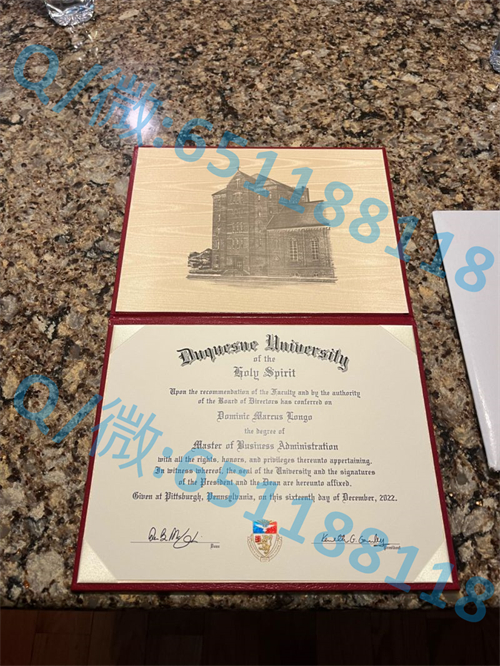 Q/微:6511188118
Duquesne University
of the
Holy Spirit
Upon the recommendation of the Faculty and by the authority
of the Board of Directors has conferred on
Dominic Marcus Longo
the degree of
Master of Business Administration
with all the rights, honors, and privileges thereunto appertaining.
In witness whereof, the seal of the University and the signatures
of the President and the Dean are hereunto affixed.
Given at Pittsburgh, Pennsylvania, on this sixteenth day of December, 2022.
Dean
President
Q/微:6511188118